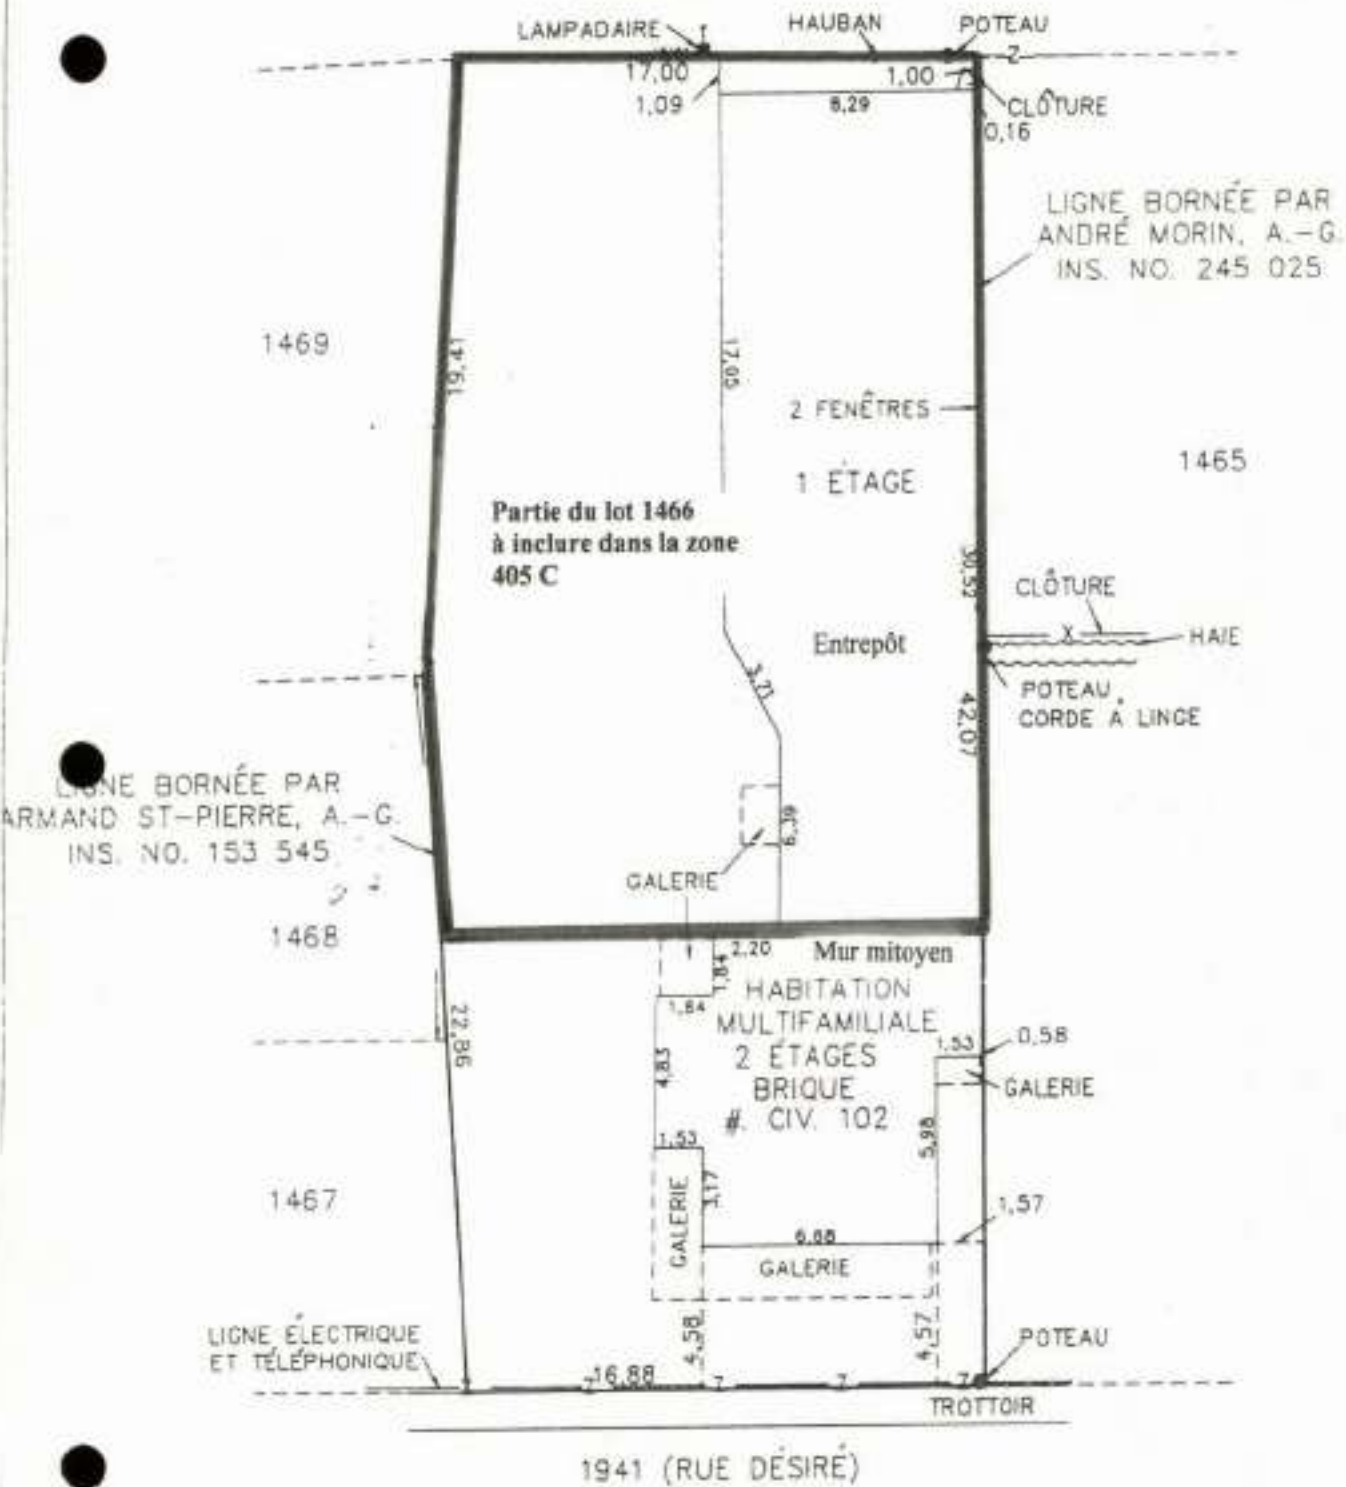 LAMPADAIRE
HAUBAN
POTEAU
Z
17,00
1,00
1,09
8,29
CLÔTURE
0,16
LIGNE BORNÉE PAR
ANDRÉ MORIN, A.-G.
INS. NO. 245 025
1469
19,41
17,05
2 FENÊTRES
1465
1 ÉTAGE
Partie du lot 1466
à inclure dans la zone
405 C
30,52
CLÔTURE
X
HAIE
Entrepôt
3,71
POTEAU,
CORDE À LINGE
42,07
LIGNE BORNÉE PAR
ARMAND ST-PIERRE, A.-G.
INS. NO. 153 545
6,39
GALERIE
1468
2,20
Mur mitoyen
1,84
1,84
HABITATION
MULTIFAMILIALE
2 ÉTAGES
BRIQUE
#. CIV. 102
22,86
4,83
1,53
0,58
GALERIE
5,98
1,53
3,17
GALERIE
1467
1,57
6,68
GALERIE
4,58
4,57
LIGNE ÉLECTRIQUE
ET TÉLÉPHONIQUE
POTEAU
16,88
Z Z Z Z
TROTTOIR
1941 (RUE DÉSIRÉ)